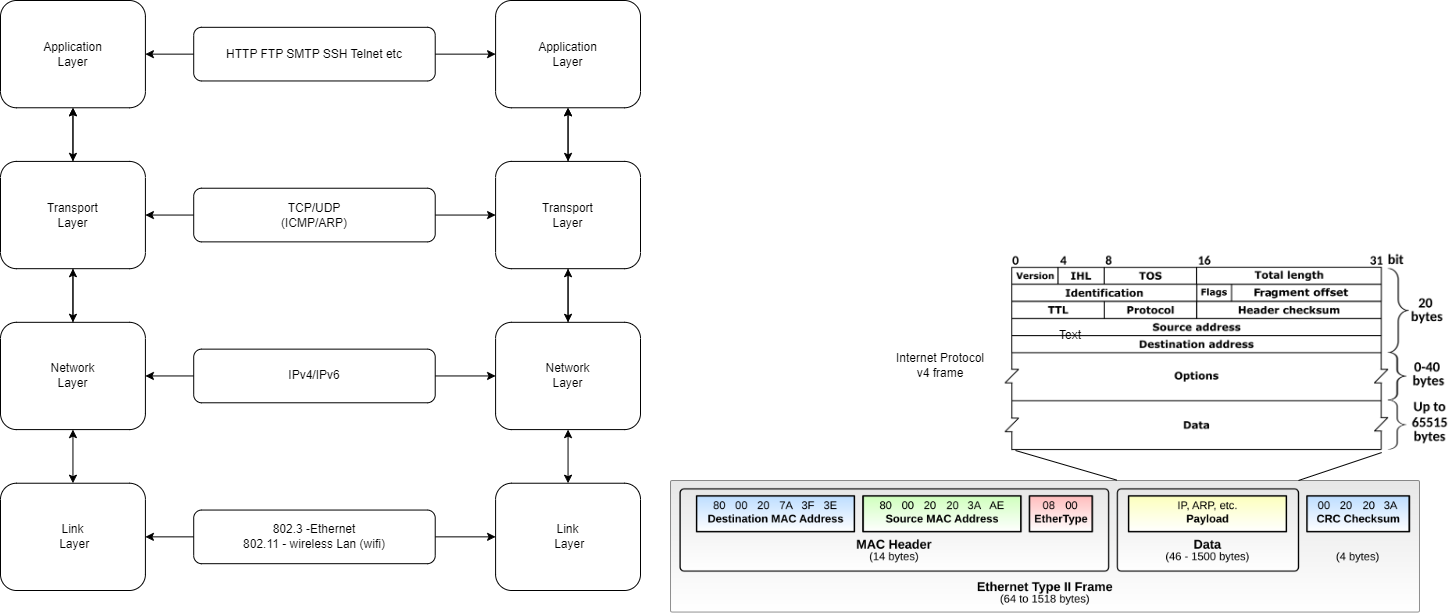 Application
Layer
HTTP FTP SMTP SSH Telnet etc
Application
Layer
Transport
Layer
TCP/UDP
(ICMP/ARP)
Transport
Layer
Network
Layer
IPv4/IPv6
Network
Layer
Link
Layer
802.3 -Ethernet
802.11 - wireless Lan (wifi)
Link
Layer
Internet Protocol
v4 frame
0 4 8 16 31 bit
Version IHL TOS Total length
Identification Flags Fragment offset
TTL Protocol Header checksum
Source address
Text
Destination address
Options
Data
20
bytes
0-40
bytes
Up to
65515
bytes
80 00 20 7A 3F 3E
Destination MAC Address
80 00 20 20 3A AE
Source MAC Address
08 00
EtherType
MAC Header
(14 bytes)
IP, ARP, etc.
Payload
Data
(46 - 1500 bytes)
00 20 20 3A
CRC Checksum
(4 byte)
Ethernet Type II Frame
(64 to 1518 bytes)